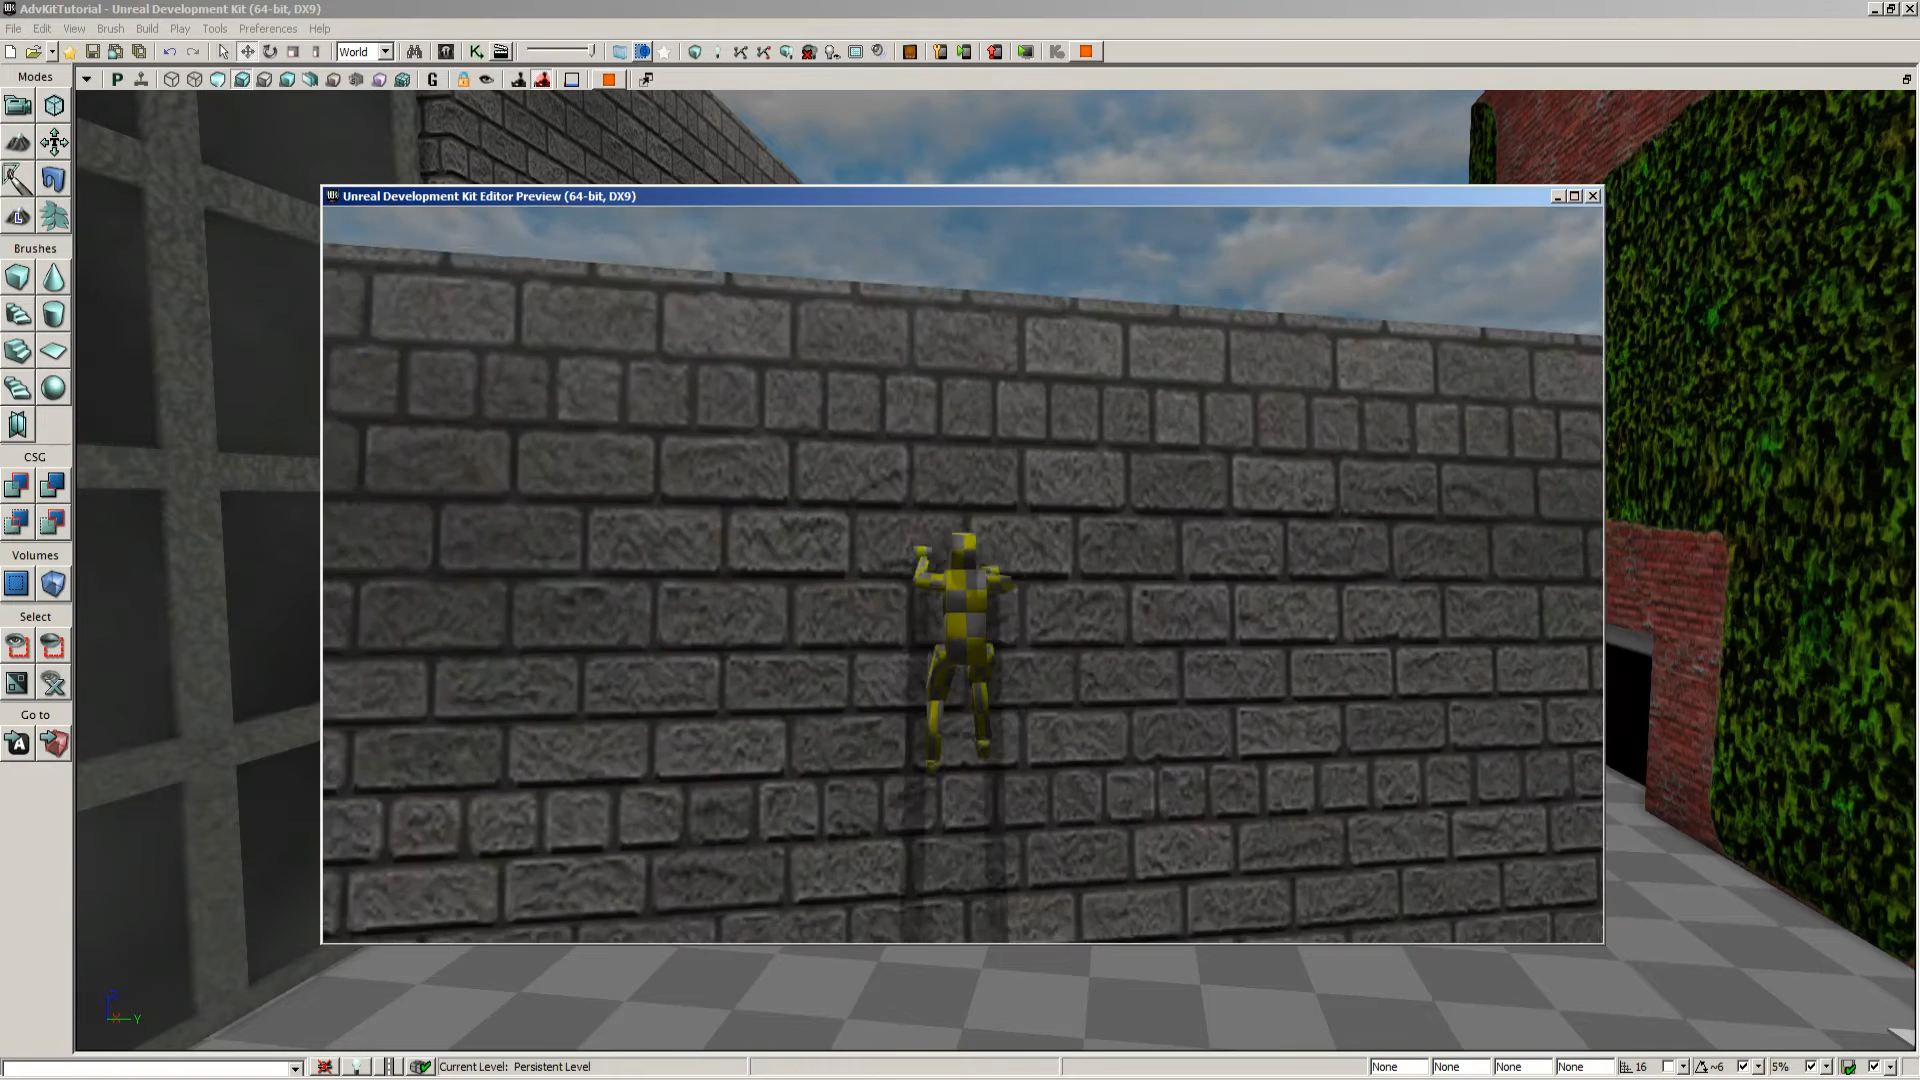 AdvKitTutorial - Unreal Development Kit (64-bit, DX9)
File Edit View Brush Build Play Tools Preferences Help
World
Modes
P
G
L
Brushes
CSG
Volumes
Select
Go to
A
Unreal Development Kit Editor Preview (64-bit, DX9)
Z
X Y
Current Level: Persistent Level
None None None None 16 ~6 5%